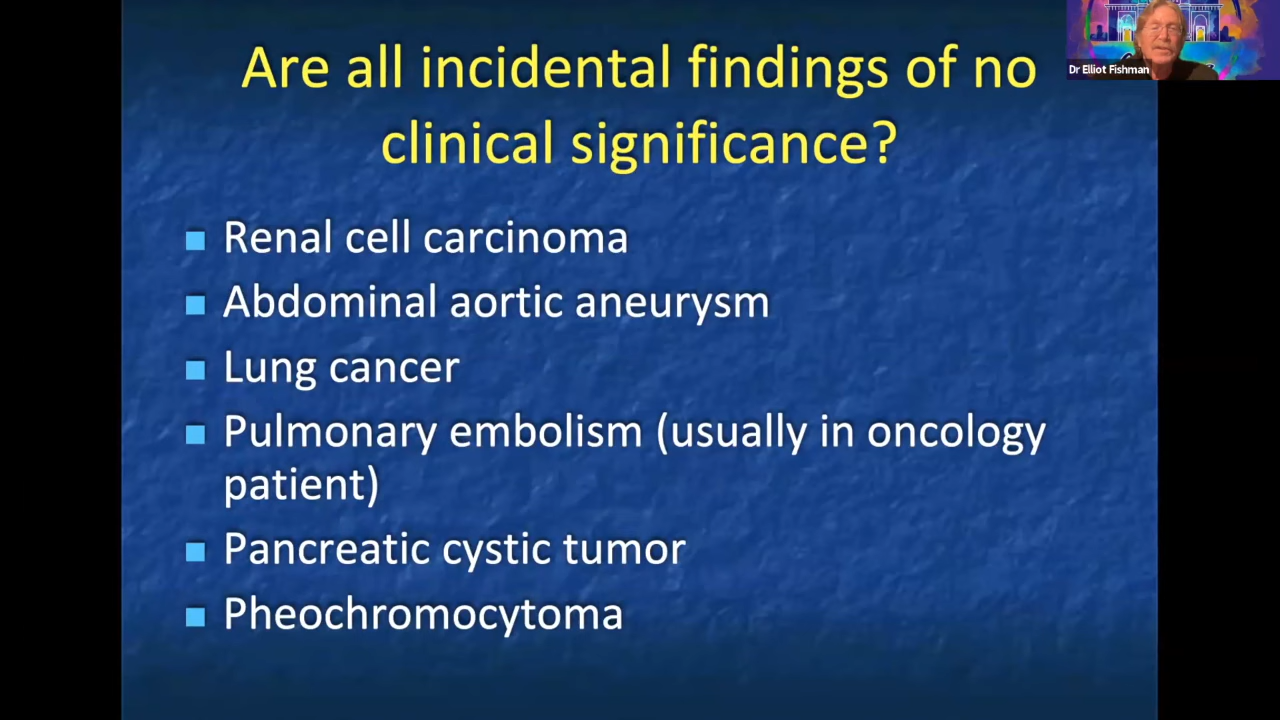 Are all incidental findings of no
clinical significance?
Dr Elliot Fishman
Renal cell carcinoma
Abdominal aortic aneurysm
Lung cancer
Pulmonary embolism (usually in oncology
patient)
Pancreatic cystic tumor
Pheochromocytoma